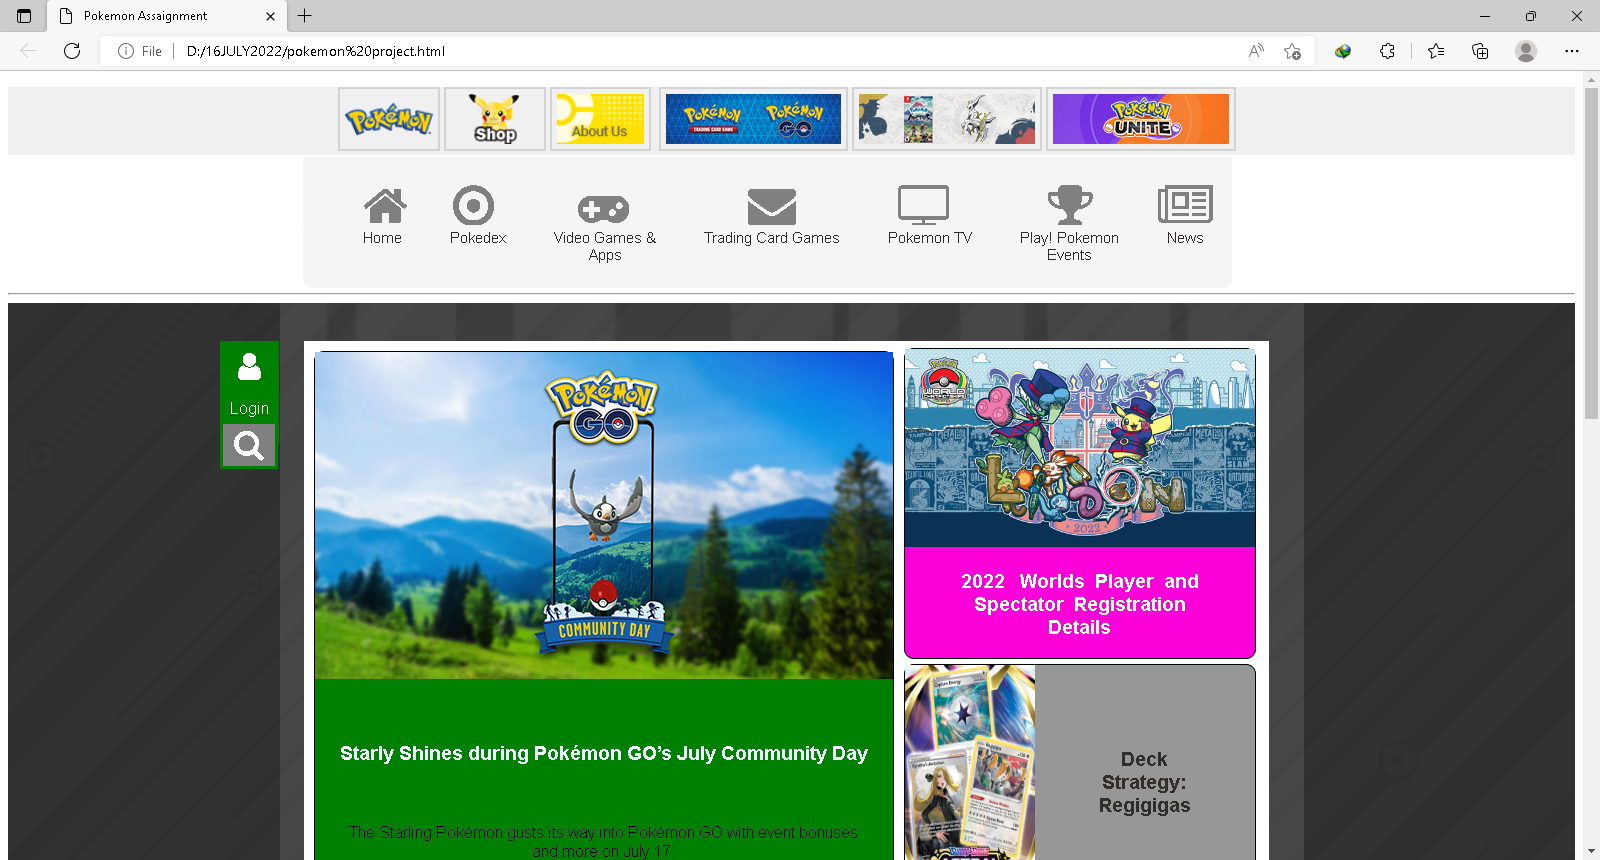 Pokemon Assaignment
File
D:/16JULY2022/pokemon%20project.html
POKéMON
Shop
About Us
POKéMON
TRADING CARD GAME
POKéMON
GO
POKéMON
UNITE
Home
Pokedex
Video Games &
Apps
Trading Card Games
Pokemon TV
Play! Pokemon
Events
News
Login
POKéMON
GO
COMMUNITY DAY
Starly Shines during Pokémon GO’s July Community Day
The Starling Pokémon gusts its way into Pokémon GO with event bonuses
and more on July 17.
POKéMON
WORLD
LONDON
2022
2022 Worlds Player and
Spectator Registration
Details
Capture Energy
Regigigas
Deck
Strategy:
Regigigas